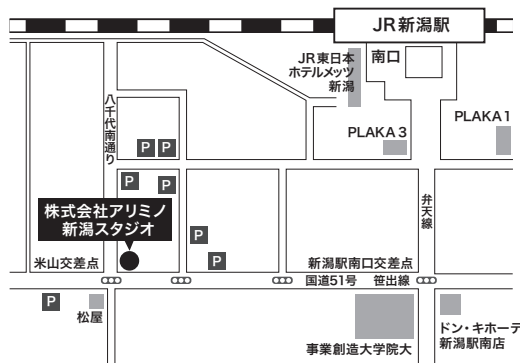 JR新潟駅
南口
JR東日本
ホテルメッツ
新潟
PLAKA1
PLAKA3
八千代南通り
P P
P
P
株式会社アリミノ
新潟スタジオ
P
P
弁天線
米山交差点
新潟駅南口交差点
国道51号 笹出線
P
松屋
事業創造大学院大
ドン・キホーテ
新潟駅南店